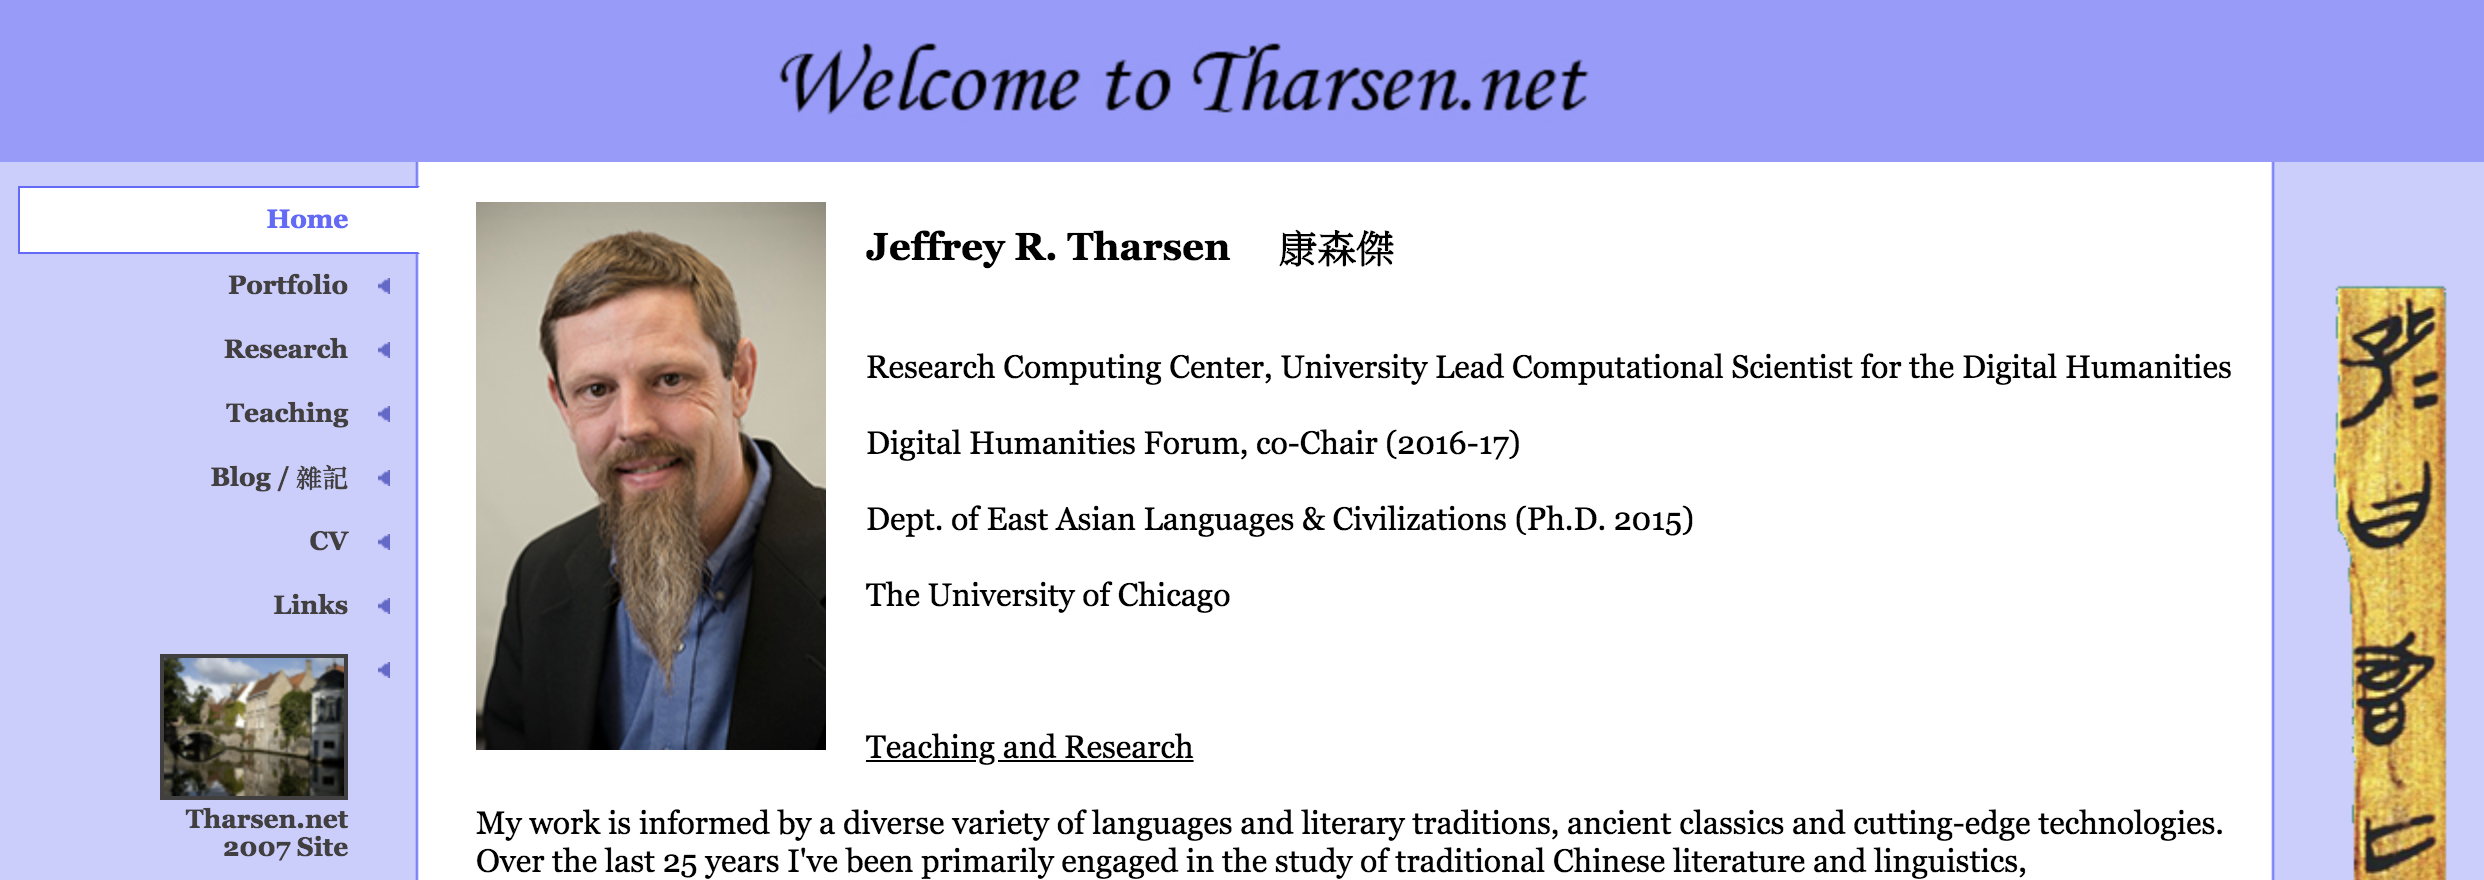 Welcome to Tharsen.net
Home
Portfolio
Research
Teaching
Blog / 雜記
CV
Links
Tharsen.net
2007 Site
Jeffrey R. Tharsen 康森傑
Research Computing Center, University Lead Computational Scientist for the Digital Humanities
Digital Humanities Forum, co-Chair (2016-17)
Dept. of East Asian Languages & Civilizations (Ph.D. 2015)
The University of Chicago
Teaching and Research
My work is informed by a diverse variety of languages and literary traditions, ancient classics and cutting-edge technologies.
Over the last 25 years I've been primarily engaged in the study of traditional Chinese literature and linguistics,